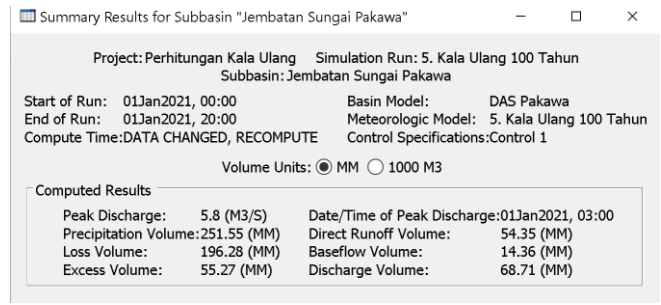 Summary Results for Subbasin "Jembatan Sungai Pakawa"
Project: Perhitungan Kala Ulang Simulation Run: 5. Kala Ulang 100 Tahun
Subbasin: Jembatan Sungai Pakawa
Start of Run: 01Jan2021, 00:00 Basin Model: DAS Pakawa
End of Run: 01Jan2021, 20:00 Meteorologic Model: 5. Kala Ulang 100 Tahun
Compute Time:DATA CHANGED, RECOMPUTE Control Specifications:Control 1
Volume Units: MM 1000 M3
Computed Results
Peak Discharge: 5.8 (M3/S) Date/Time of Peak Discharge:01Jan2021, 03:00
Precipitation Volume:251.55 (MM) Direct Runoff Volume: 54.35 (MM)
Loss Volume: 196.28 (MM) Baseflow Volume: 14.36 (MM)
Excess Volume: 55.27 (MM) Discharge Volume: 68.71 (MM)